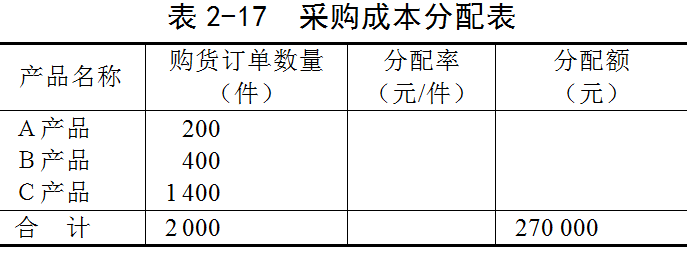 表 2-17 采购成本分配表
产品名称 购货订单数量（件） 分配率（元/件） 分配额（元）
A产品 200
B产品 400
C产品 1 400
合 计 2 000 270 000